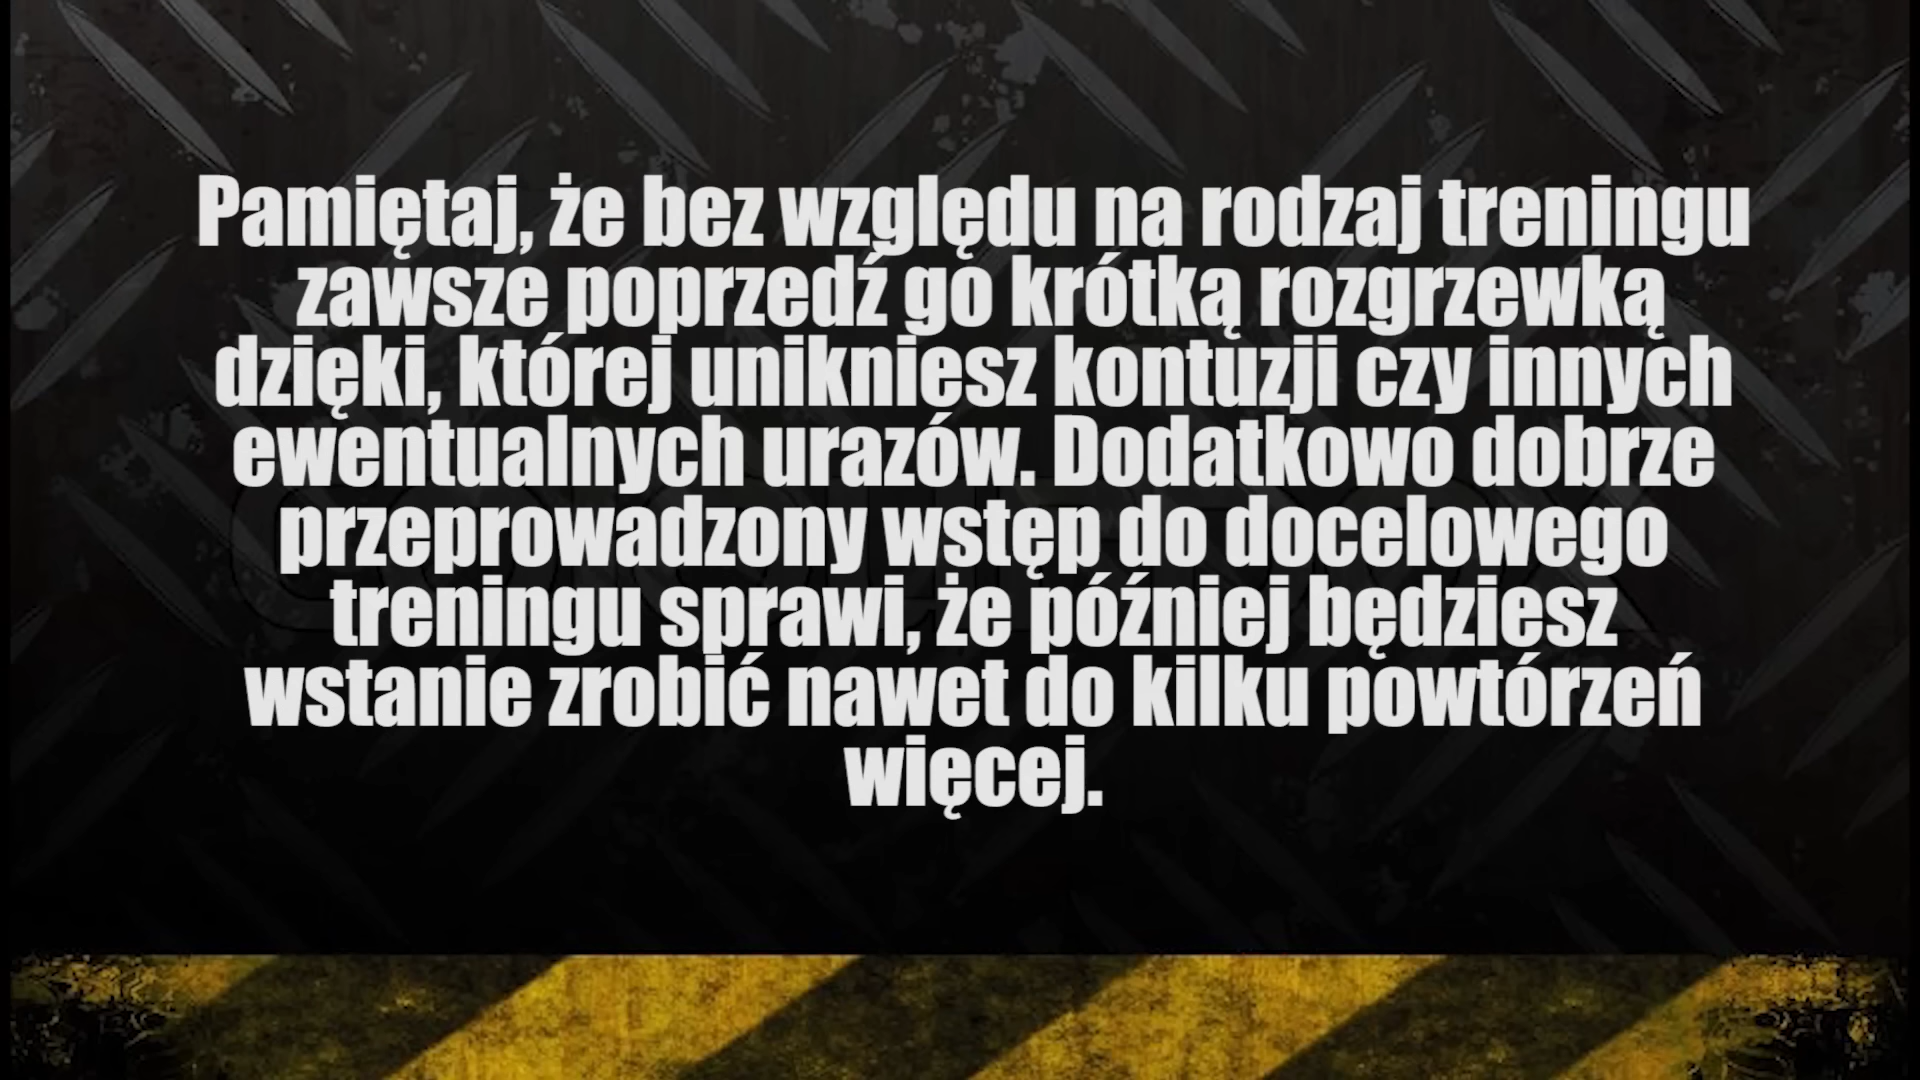 Pamiętaj, że bez względu na rodzaj treningu
zawsze poprzedź go krótką rozgrzewką
dzięki, której unikniesz kontuzji czy innych
ewentualnych urazów. Dodatkowo dobrze
przeprowadzony wstęp do docelowego
treningu sprawi, że później będziesz
wstanie zrobić nawet do kilku powtórzeń
więcej.